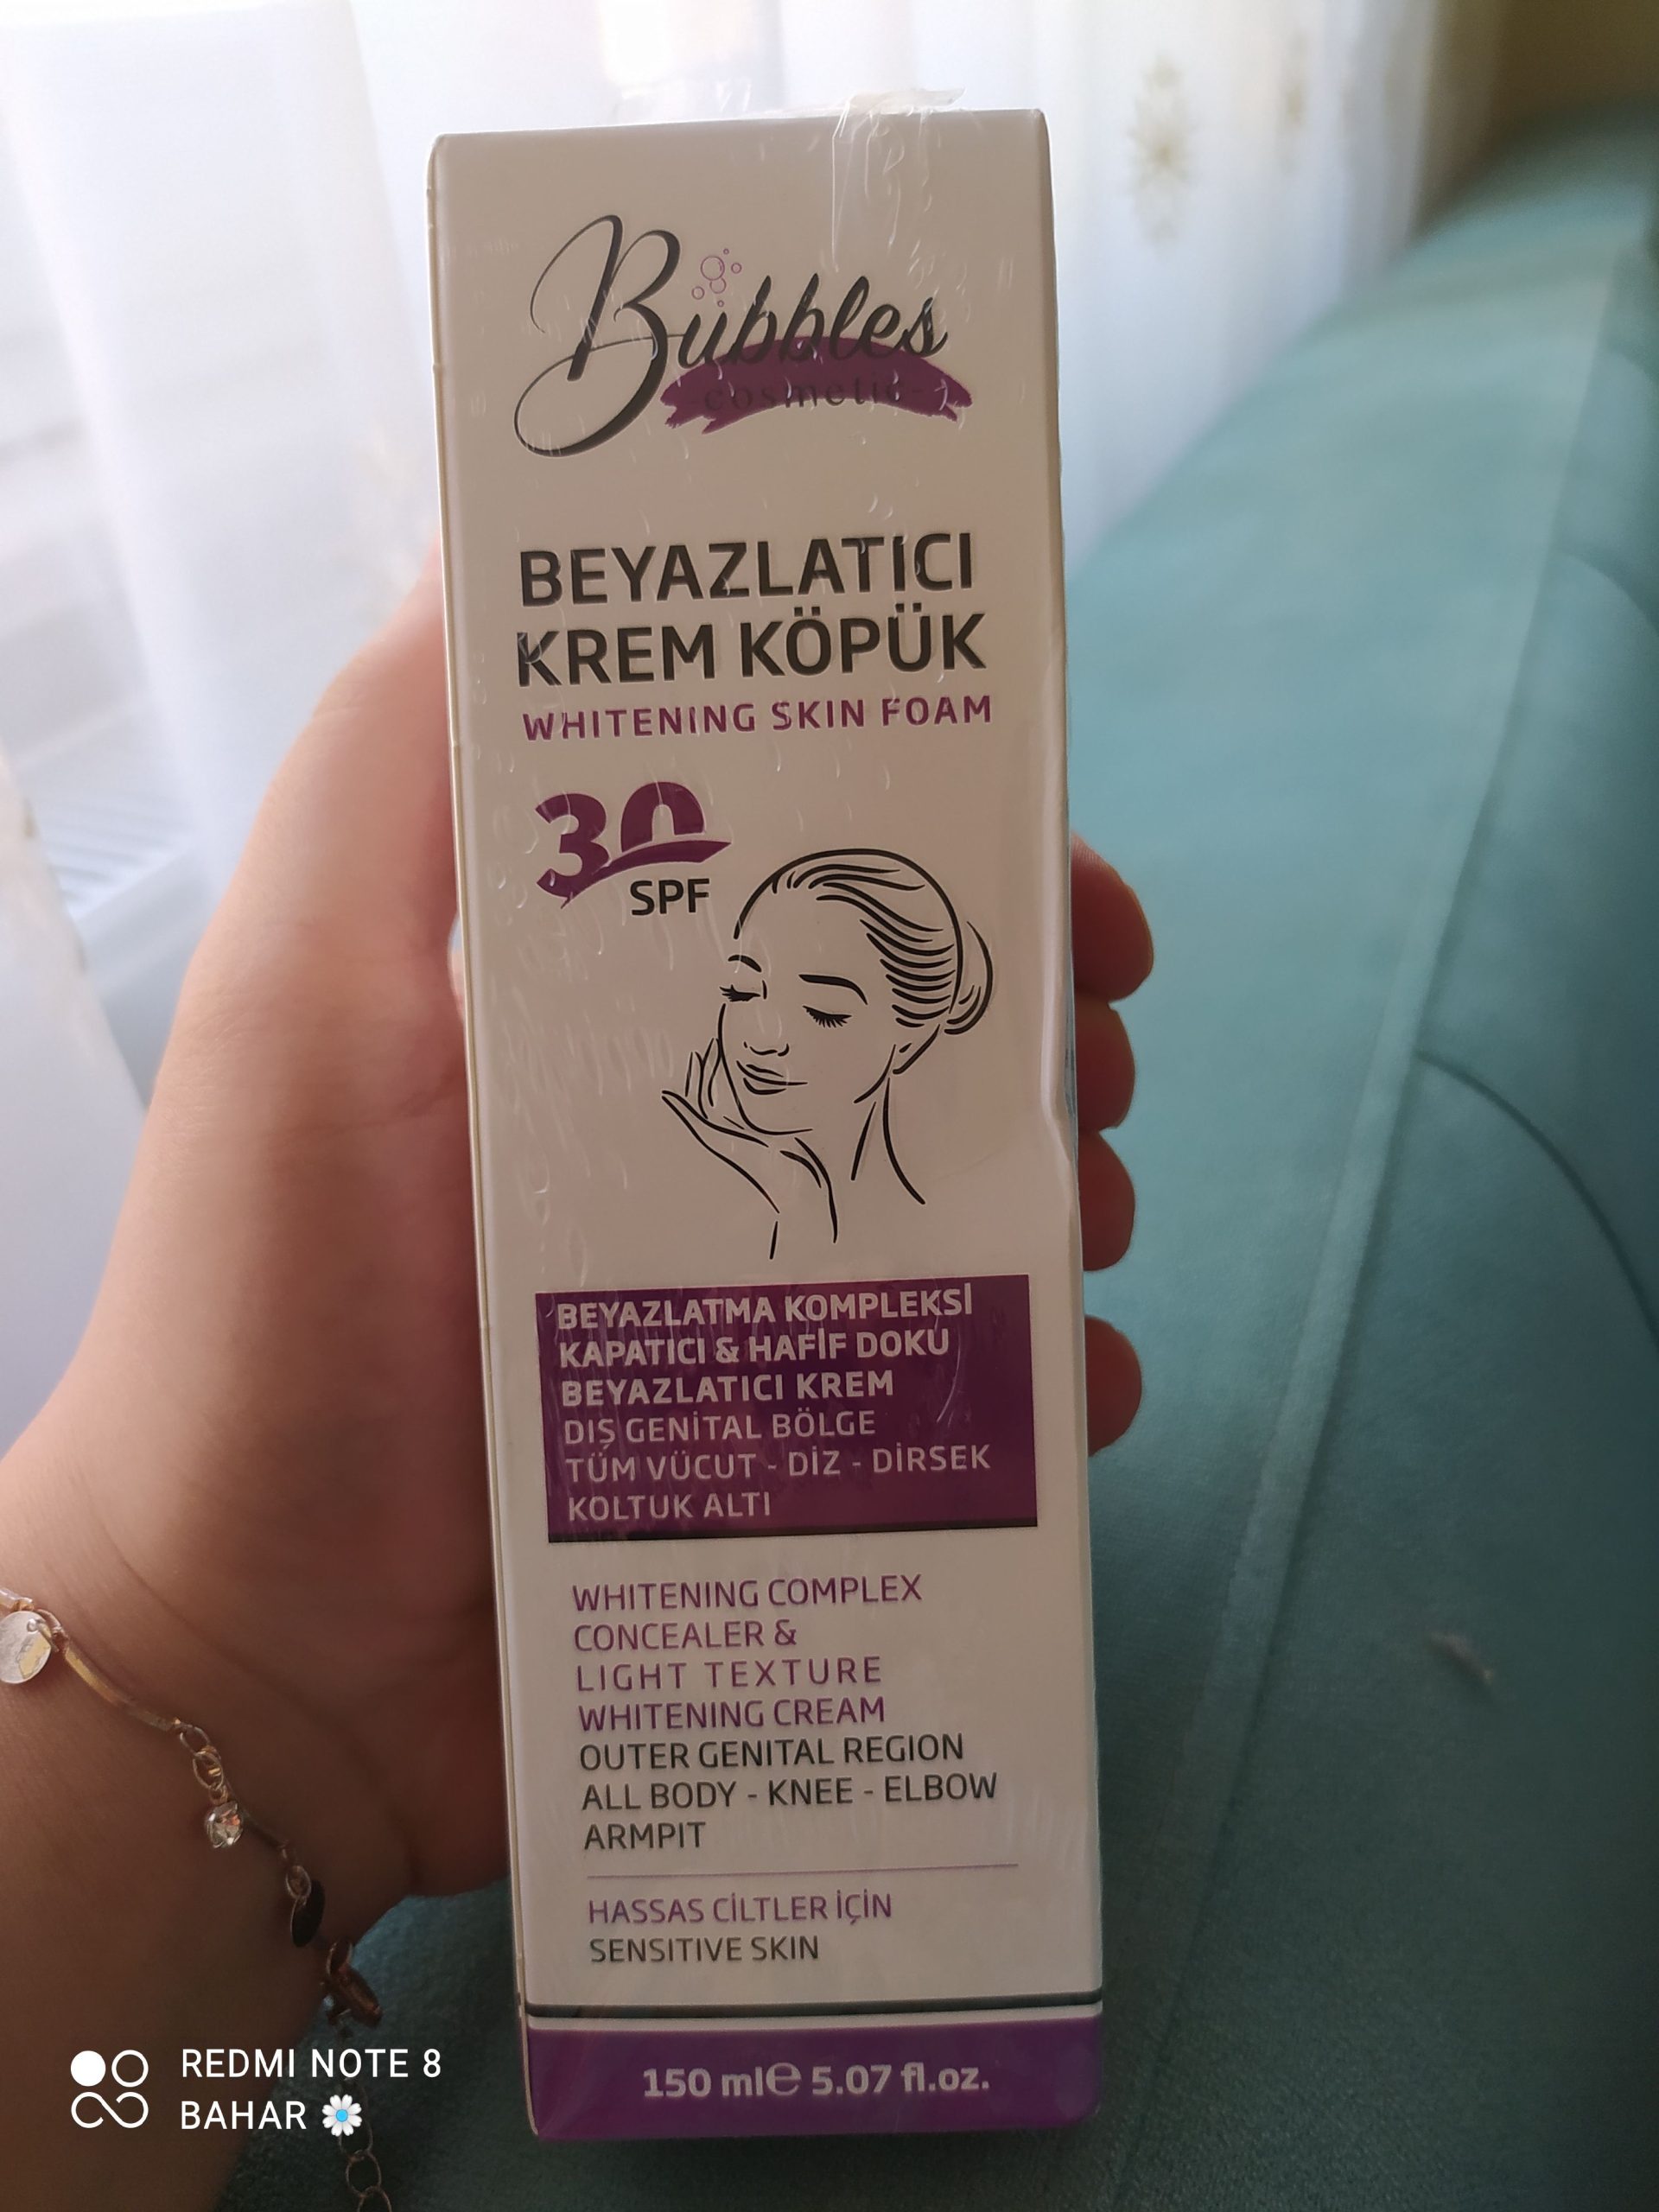 Bubbles
-cosmetic-
BEYAZLATICI
KREM KÖPÜK
WHITENING SKIN FOAM
30
SPF
BEYAZLATMA KOMPLEKSİ
KAPATICI & HAFİF DOKU
BEYAZLATICI KREM
DIŞ GENİTAL BÖLGE
TÜM VÜCUT - DİZ - DİRSEK
KOLTUK ALTI
WHITENING COMPLEX
CONCEALER &
LIGHT TEXTURE
WHITENING CREAM
OUTER GENITAL REGION
ALL BODY - KNEE - ELBOW
ARMPIT
HASSAS CİLTLER İÇİN
SENSITIVE SKIN
150 ml℮ 5.07 fl.oz.
REDMI NOTE 8
BAHAR